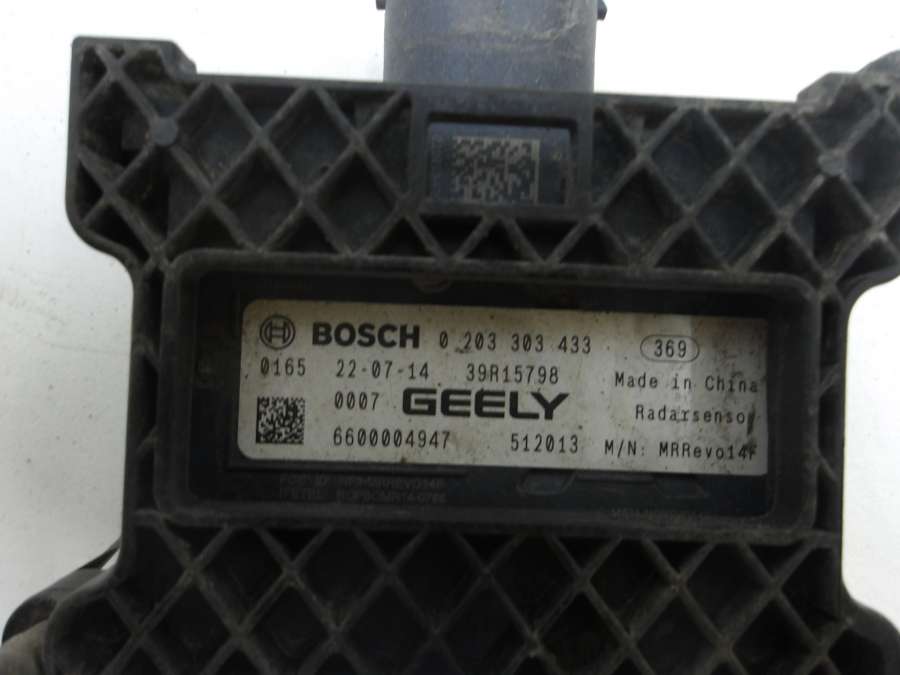 BOSCH 0 203 303 433 369
0165 22-07-14 39R15798 Made in China
0007 GEELY Radarsensor
6600004947 512013 M/N: MRRevo14F